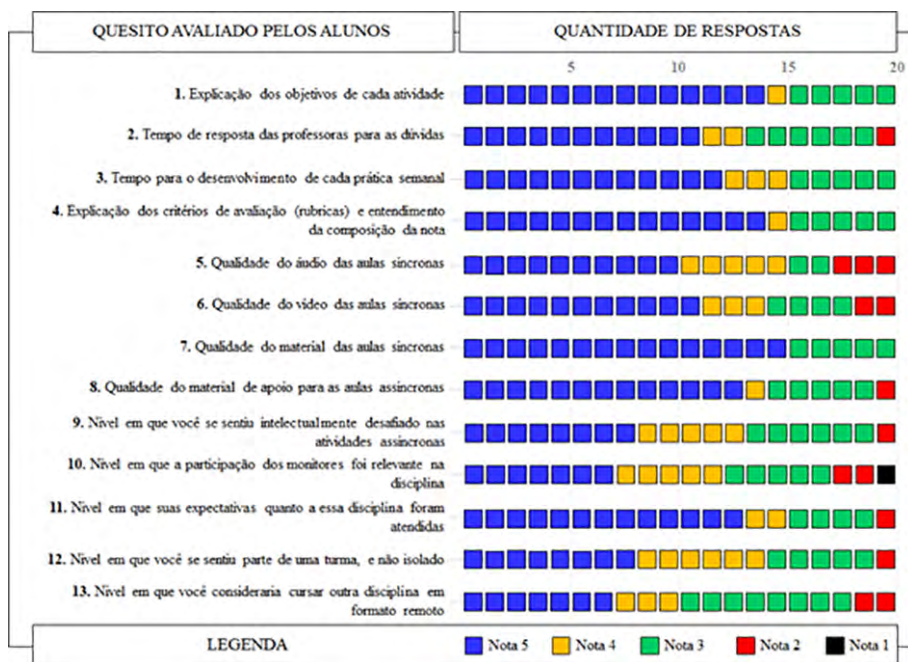 QUESITO AVALIADO PELOS ALUNOS
QUANTIDADE DE RESPOSTAS
5 10 15 20
1. Explicação dos objetivos de cada atividade
2. Tempo de resposta das professoras para as dúvidas
3. Tempo para o desenvolvimento de cada prática semanal
4. Explicação dos critérios de avaliação (rubricas) e entendimento
da composição da nota
5. Qualidade do áudio das aulas síncronas
6. Qualidade do vídeo das aulas síncronas
7. Qualidade do material das aulas síncronas
8. Qualidade do material de apoio para as aulas assíncronas
9. Nível em que você se sentiu intelectualmente desafiado nas
atividades assíncronas
10. Nível em que a participação dos monitores foi relevante na
disciplina
11. Nível em que suas expectativas quanto a essa disciplina foram
atendidas
12. Nível em que você se sentiu parte de uma turma, e não isolado
13. Nível em que você consideraria cursar outra disciplina em
formato remoto
LEGENDA
Nota 5 Nota 4 Nota 3 Nota 2 Nota 1